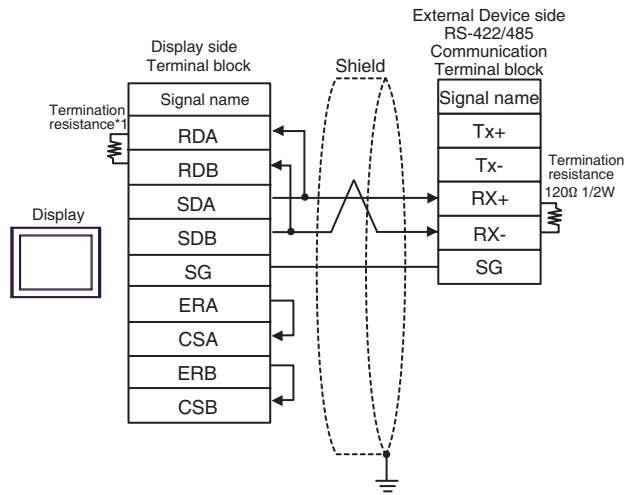 External Device side
RS-422/485
Communication
Terminal block
Display side
Terminal block
Shield
Signal name
Signal name
Termination
resistance*1
RDA
RDB
SDA
SDB
SG
ERA
CSA
ERB
CSB
Tx+
Tx-
RX+
RX-
SG
Termination
resistance
120Ω 1/2W
Display